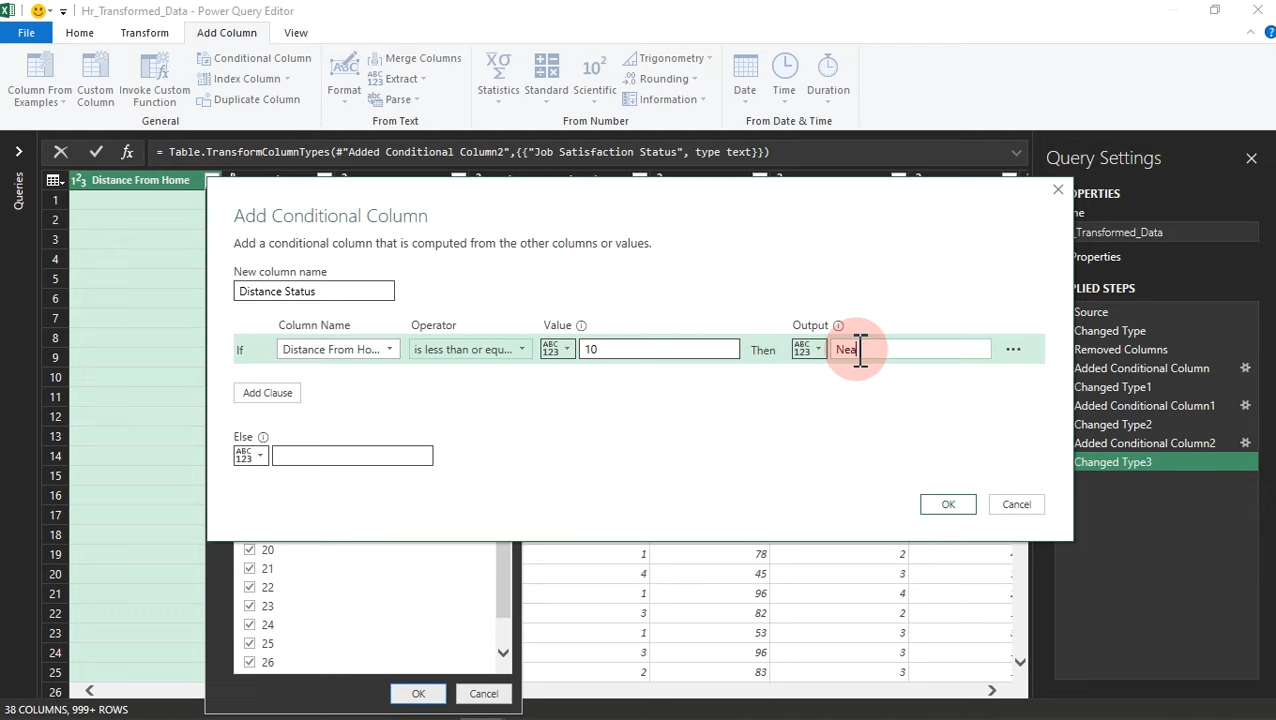 Hr_Transformed_Data - Power Query Editor
File Home Transform Add Column View
Column From Examples
Custom Column
Invoke Custom Function
Conditional Column
Index Column
Duplicate Column
General
Format
Merge Columns
Extract
Parse
From Text
Statistics
Standard
Scientific
Trigonometry
Rounding
Information
From Number
Date
Time
Duration
From Date & Time
= Table.TransformColumnTypes(#"Added Conditional Column2",{{"Job Satisfaction Status", type text}})
Queries
Distance From Home
1
2
3
4
5
6
7
8
9
10
11
12
13
14
15
16
17
18
19
20
21
22
23
24
25
26
Add Conditional Column
Add a conditional column that is computed from the other columns or values.
New column name
Distance Status
Column Name Operator Value Output
If Distance From Ho... is less than or equ... ABC 123 10 Then ABC 123 Nea ...
Add Clause
Else
ABC 123
OK Cancel
20
21
22
23
24
25
26
OK Cancel
1 78 2
4 45 3
1 96 4
3 82 2
1 53 3
3 96 3
2 83 3
Query Settings
PROPERTIES
me
_Transformed_Data
Properties
APPLIED STEPS
Source
Changed Type
Removed Columns
Added Conditional Column
Changed Type1
Added Conditional Column1
Changed Type2
Added Conditional Column2
Changed Type3
38 COLUMNS, 999+ ROWS